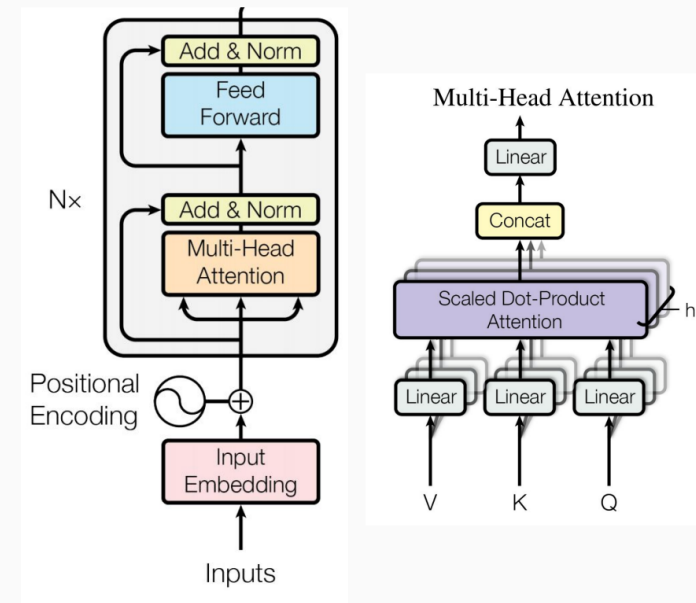 Add & Norm
Feed
Forward
Nx
Add & Norm
Multi-Head
Attention
Positional
Encoding
Input
Embedding
Inputs
Multi-Head Attention
Linear
Concat
Scaled Dot-Product
Attention
h
Linear Linear Linear
V K Q